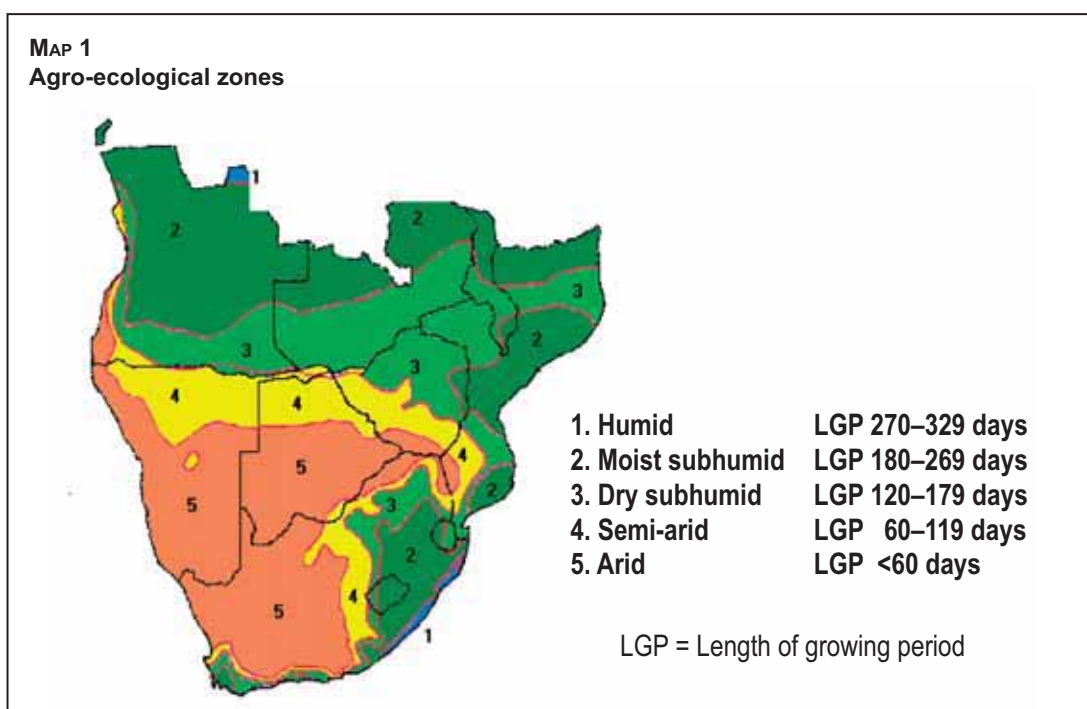 MAP 1
Agro-ecological zones
1
2
2
3
2
3
3
4
4
4
5
5
2
3
2
4
5
1
1. Humid LGP 270–329 days
2. Moist subhumid LGP 180–269 days
3. Dry subhumid LGP 120–179 days
4. Semi-arid LGP 60–119 days
5. Arid LGP <60 days
LGP = Length of growing period